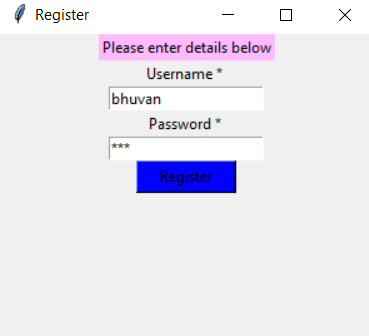 Register
Please enter details below
Username *
bhuvan
Password *
***
Register